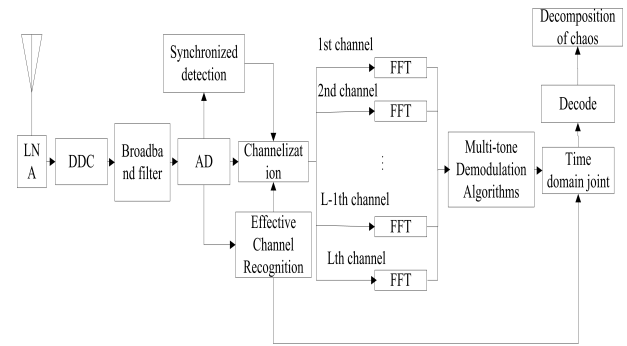 Decomposition
of chaos
Synchronized
detection
1st channel
FFT
2nd channel
FFT
Decode
LN
A
DDC
Broadba
nd filter
AD
Channelizat
ion
⋮
Multi-tone
Demodulation
Algorithms
Time
domain joint
L-1th channel
FFT
Effective
Channel
Recognition
Lth channel
FFT